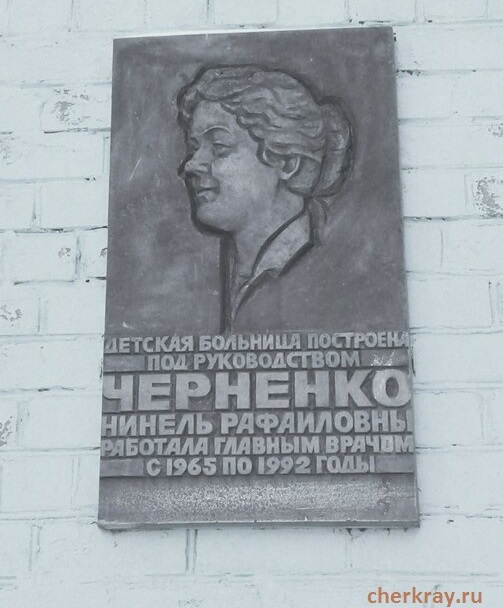 ДЕТСКАЯ БОЛЬНИЦА ПОСТРОЕНА
ПОД РУКОВОДСТВОМ
ЧЕРНЕНКО
НИНЕЛЬ РАФАИЛОВНЫ
РАБОТАЛА ГЛАВНЫМ ВРАЧОМ
С 1965 ПО 1992 ГОДЫ
cherkray.ru